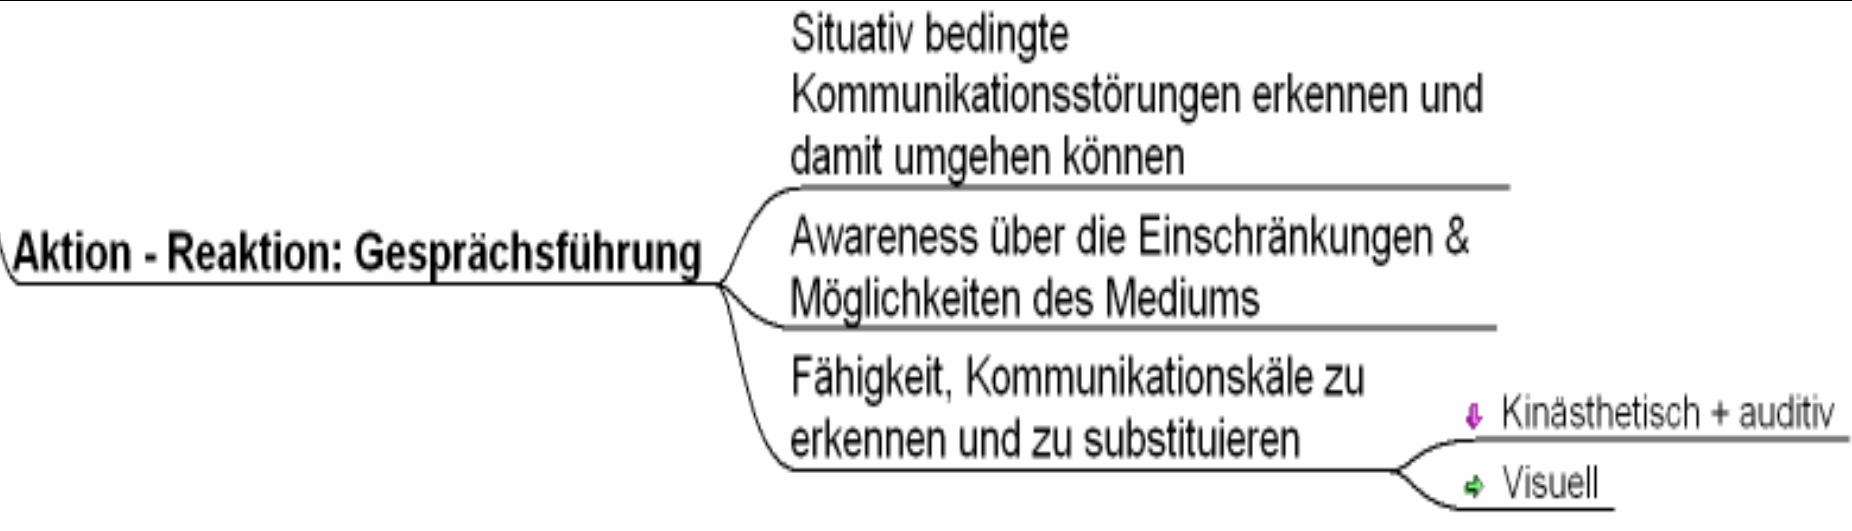 Situativ bedingte
Kommunikationsstörungen erkennen und
damit umgehen können
Aktion - Reaktion: Gesprächsführung
Awareness über die Einschränkungen &
Möglichkeiten des Mediums
Fähigkeit, Kommunikationskäle zu
erkennen und zu substituieren
Kinästhetisch + auditiv
Visuell